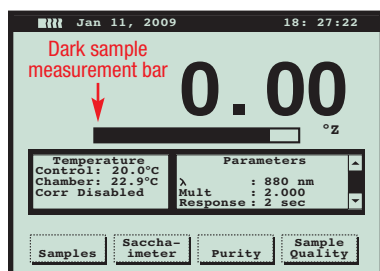 Jan 11, 2009 18: 27:22
Dark sample
measurement bar
0.00
°Z
Temperature
Control: 20.0°C
Chamber: 22.9°C
Corr Disabled
Parameters
λ : 880 nm
Mult : 2.000
Response : 2 sec
Samples
Saccha-
imeter
Purity
Sample
Quality